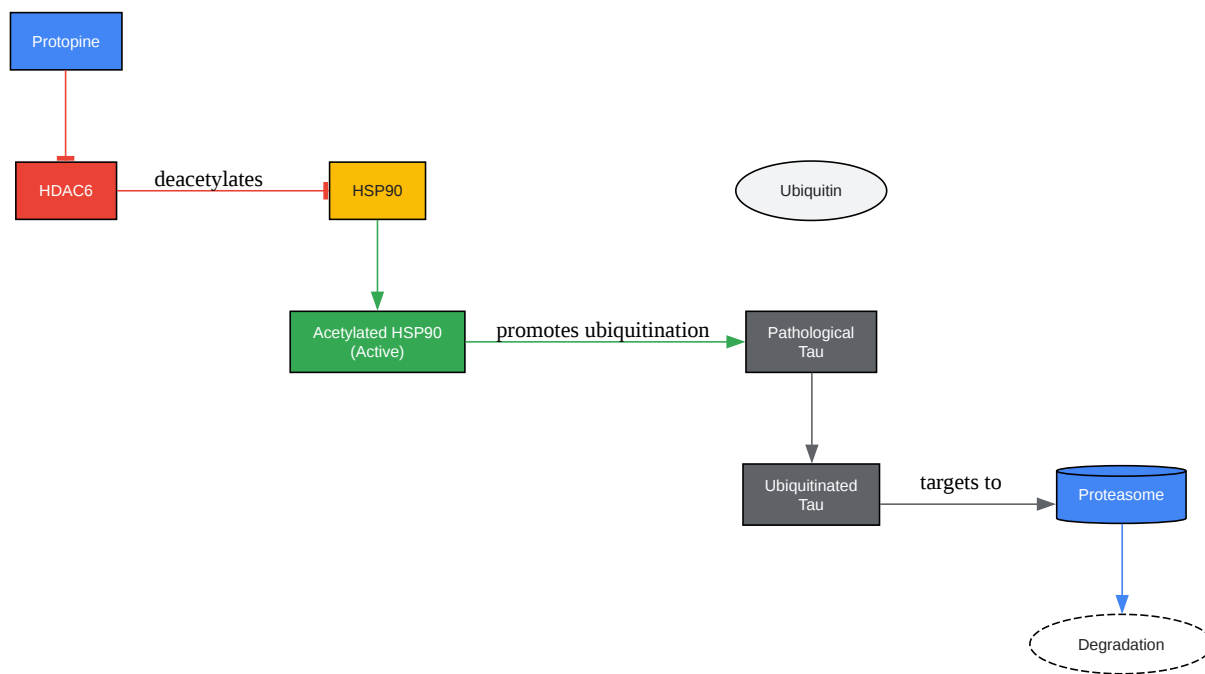 Protopine
HDAC6
deacetylates
HSP90
Ubiquitin
Acetylated HSP90
(Active)
promotes ubiquitination
Pathological
Tau
Ubiquitinated
Tau
targets to
Proteasome
Degradation